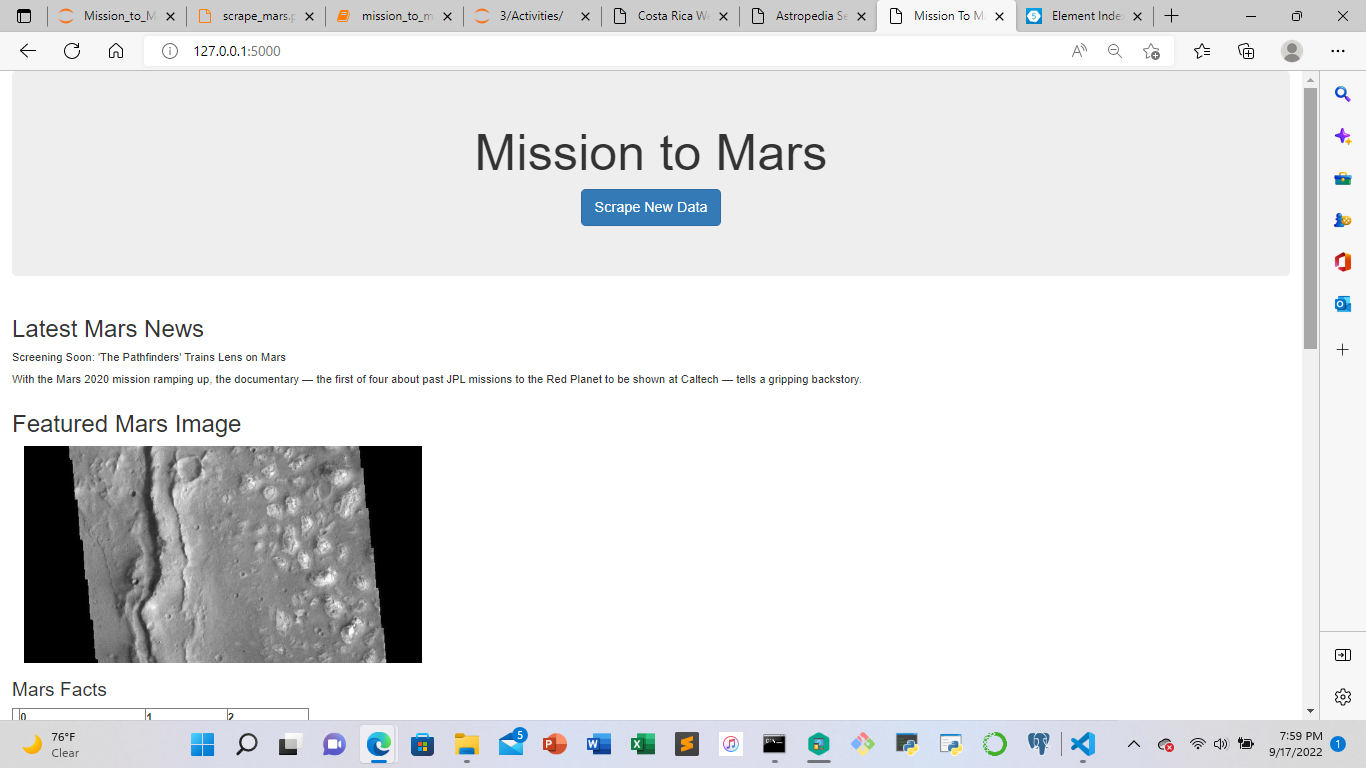 Mission_to_M
scrape_mars.p
mission_to_m
3/Activities/
Costa Rica We
Astropedia Se
Mission To M
Element Inde
127.0.0.1:5000
Mission to Mars
Scrape New Data
Latest Mars News
Screening Soon: 'The Pathfinders' Trains Lens on Mars
With the Mars 2020 mission ramping up, the documentary — the first of four about past JPL missions to the Red Planet to be shown at Caltech — tells a gripping backstory.
Featured Mars Image
Mars Facts
0 1 2
76°F
Clear
5
7:59 PM
9/17/2022
1